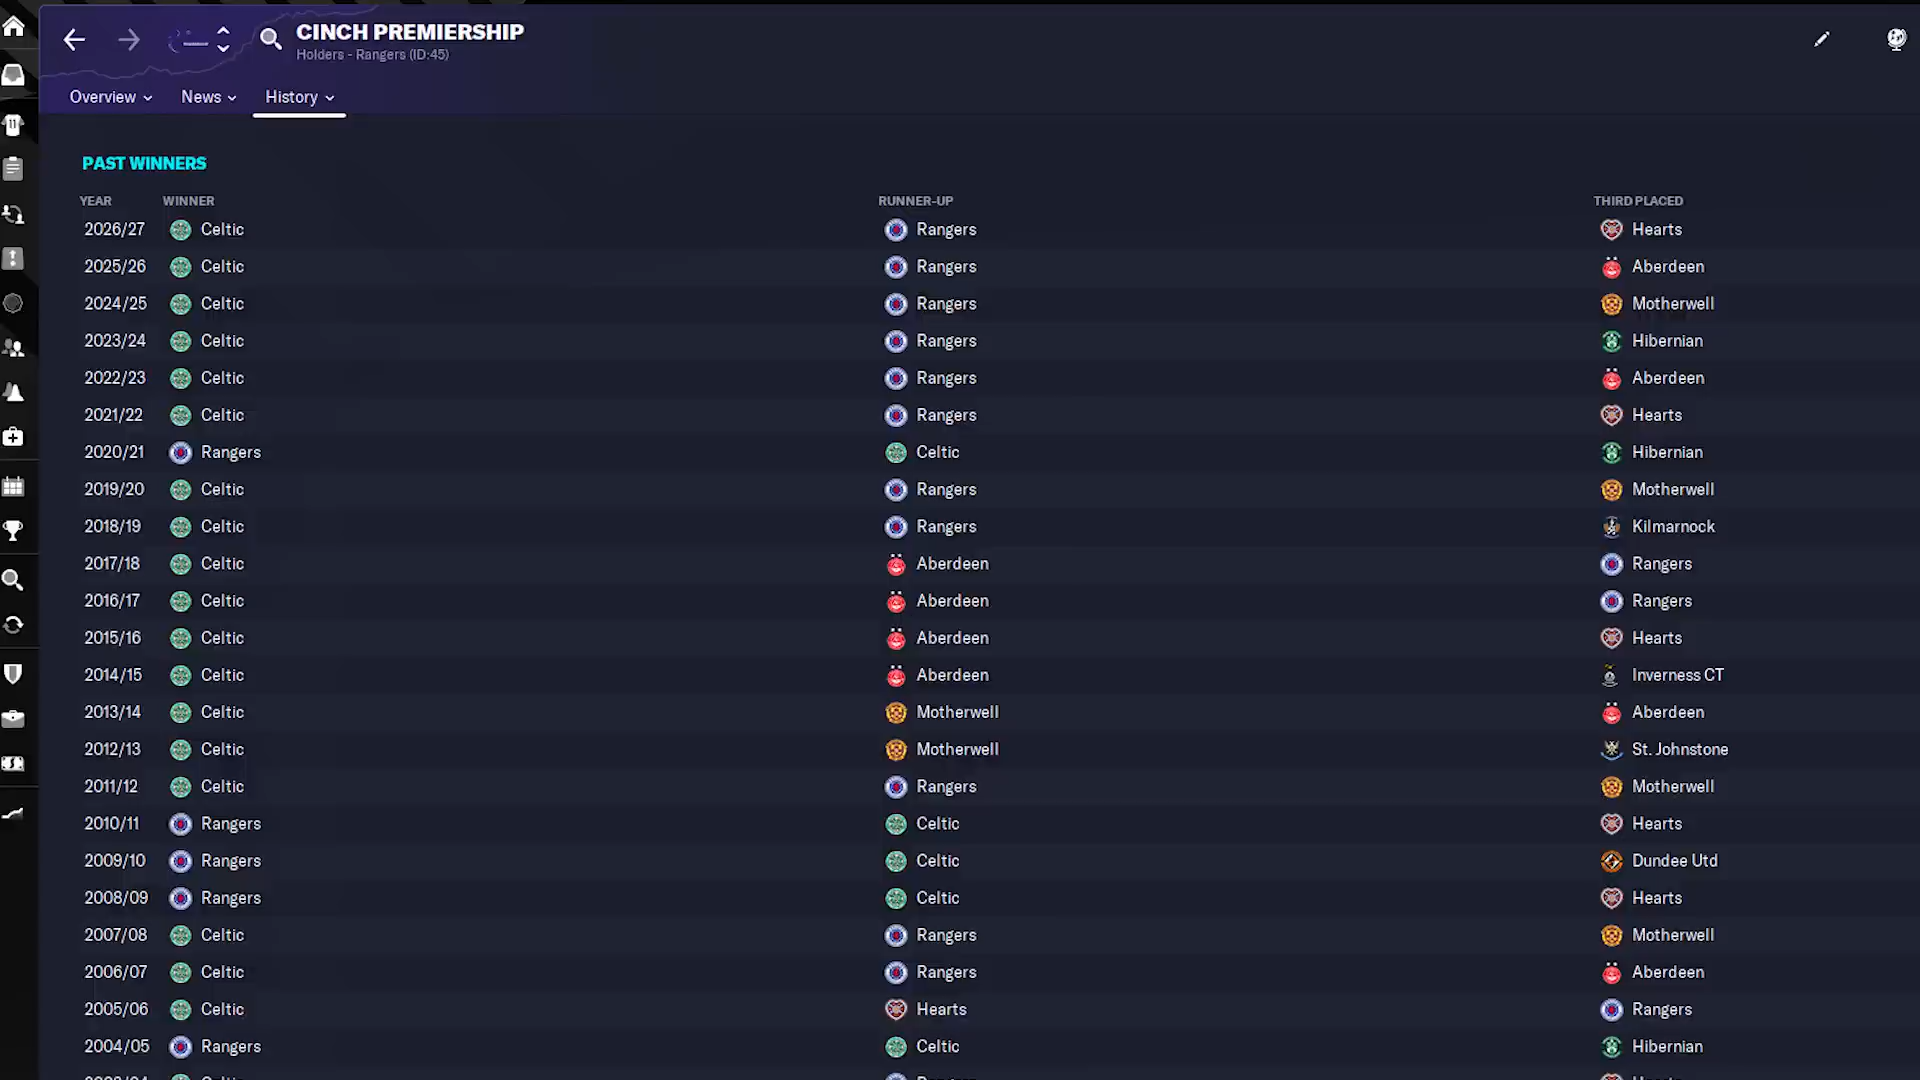 CINCH PREMIERSHIP
Holders - Rangers (ID:45)
Overview News History
PAST WINNERS
YEAR WINNER RUNNER-UP THIRD PLACED
2026/27 Celtic Rangers Hearts
2025/26 Celtic Rangers Aberdeen
2024/25 Celtic Rangers Motherwell
2023/24 Celtic Rangers Hibernian
2022/23 Celtic Rangers Aberdeen
2021/22 Celtic Rangers Hearts
2020/21 Rangers Celtic Hibernian
2019/20 Celtic Rangers Motherwell
2018/19 Celtic Rangers Kilmarnock
2017/18 Celtic Aberdeen Rangers
2016/17 Celtic Aberdeen Rangers
2015/16 Celtic Aberdeen Hearts
2014/15 Celtic Aberdeen Inverness CT
2013/14 Celtic Motherwell Aberdeen
2012/13 Celtic Motherwell St. Johnstone
2011/12 Celtic Rangers Motherwell
2010/11 Rangers Celtic Hearts
2009/10 Rangers Celtic Dundee Utd
2008/09 Rangers Celtic Hearts
2007/08 Celtic Rangers Motherwell
2006/07 Celtic Rangers Aberdeen
2005/06 Celtic Hearts Rangers
2004/05 Rangers Celtic Hibernian